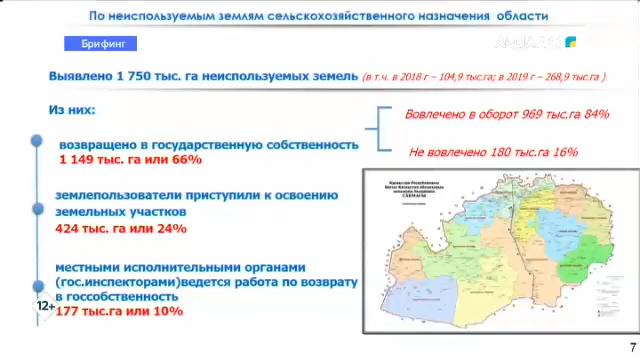 По неиспользуемым землям сельскохозяйственного назначения области
Брифинг
Выявлено 1 750 тыс. га неиспользуемых земель (в т.ч. в 2018 г – 104,9 тыс.га; в 2019 г – 268,9 тыс.га )
Из них:
Вовлечено в оборот 969 тыс.га 84%
возвращено в государственную собственность
1 149 тыс. га или 66%
Не вовлечено 180 тыс.га 16%
землепользователи приступили к освоению
земельных участков
424 тыс. га или 24%
местными исполнительными органами
(гос.инспекторами)ведется работа по возврату
в госсобственность
177 тыс.га или 10%
12+
Қазақстан Республикасы
СХЕМАСЫ
7